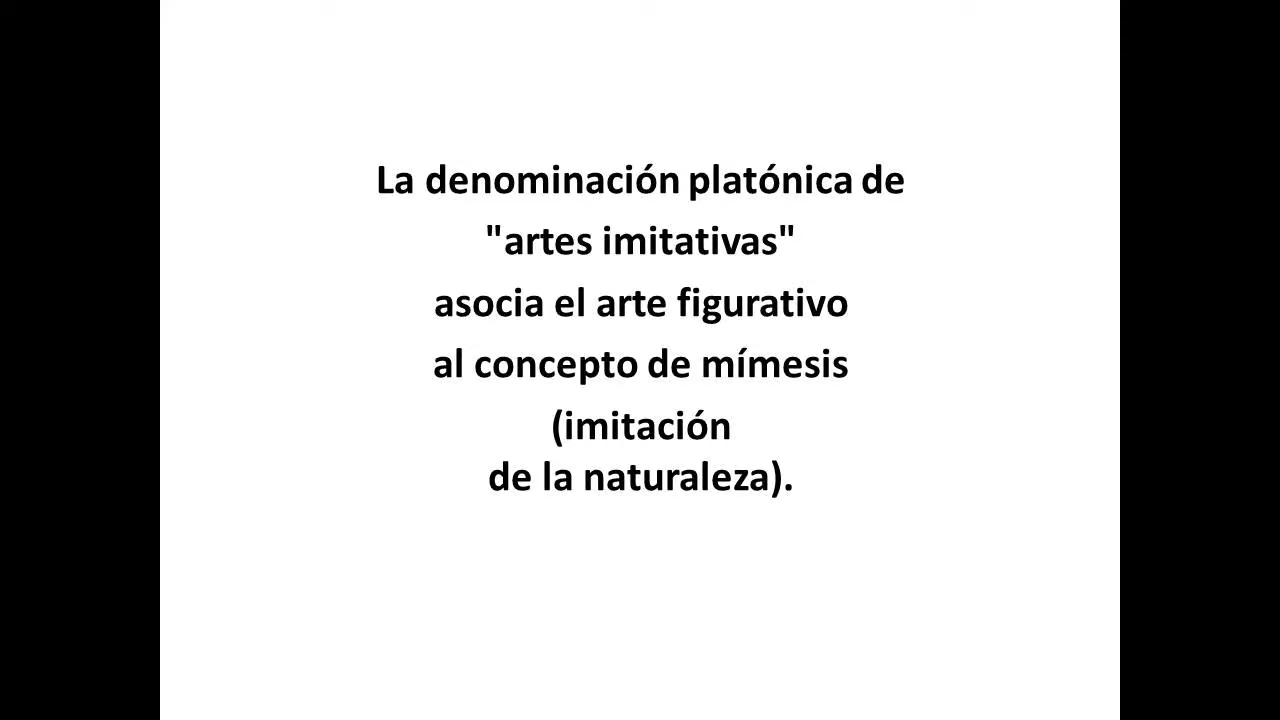 La denominación platónica de
"artes imitativas"
asocia el arte figurativo
al concepto de mímesis
(imitación
de la naturaleza).